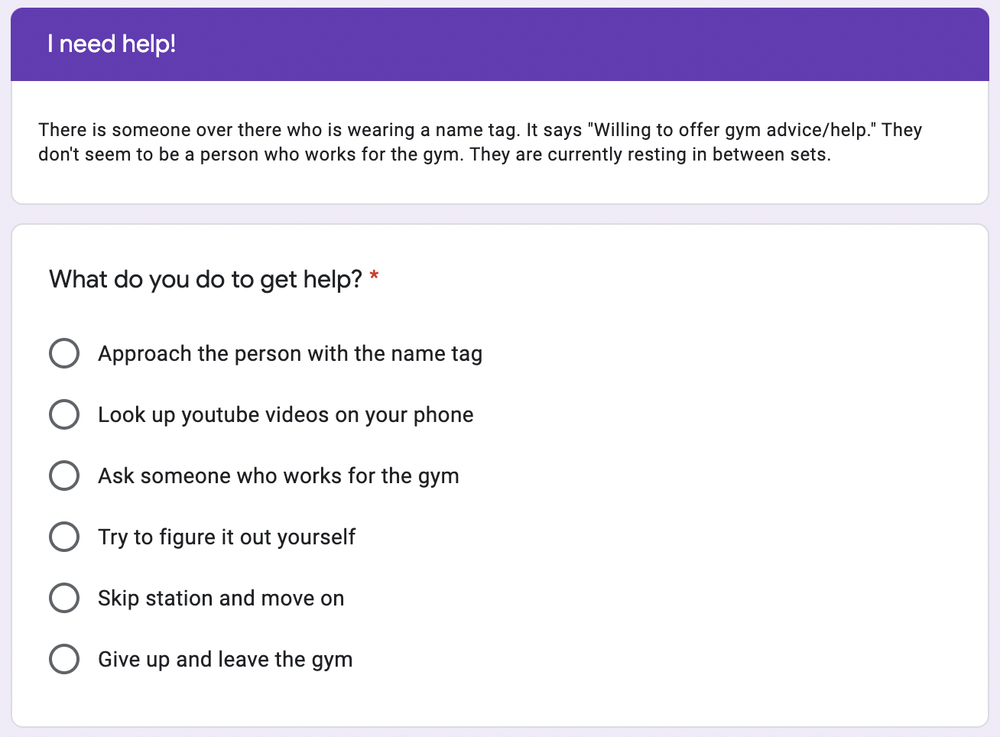 I need help!
There is someone over there who is wearing a name tag. It says "Willing to offer gym advice/help." They
don't seem to be a person who works for the gym. They are currently resting in between sets.
What do you do to get help? *
Approach the person with the name tag
Look up youtube videos on your phone
Ask someone who works for the gym
Try to figure it out yourself
Skip station and move on
Give up and leave the gym